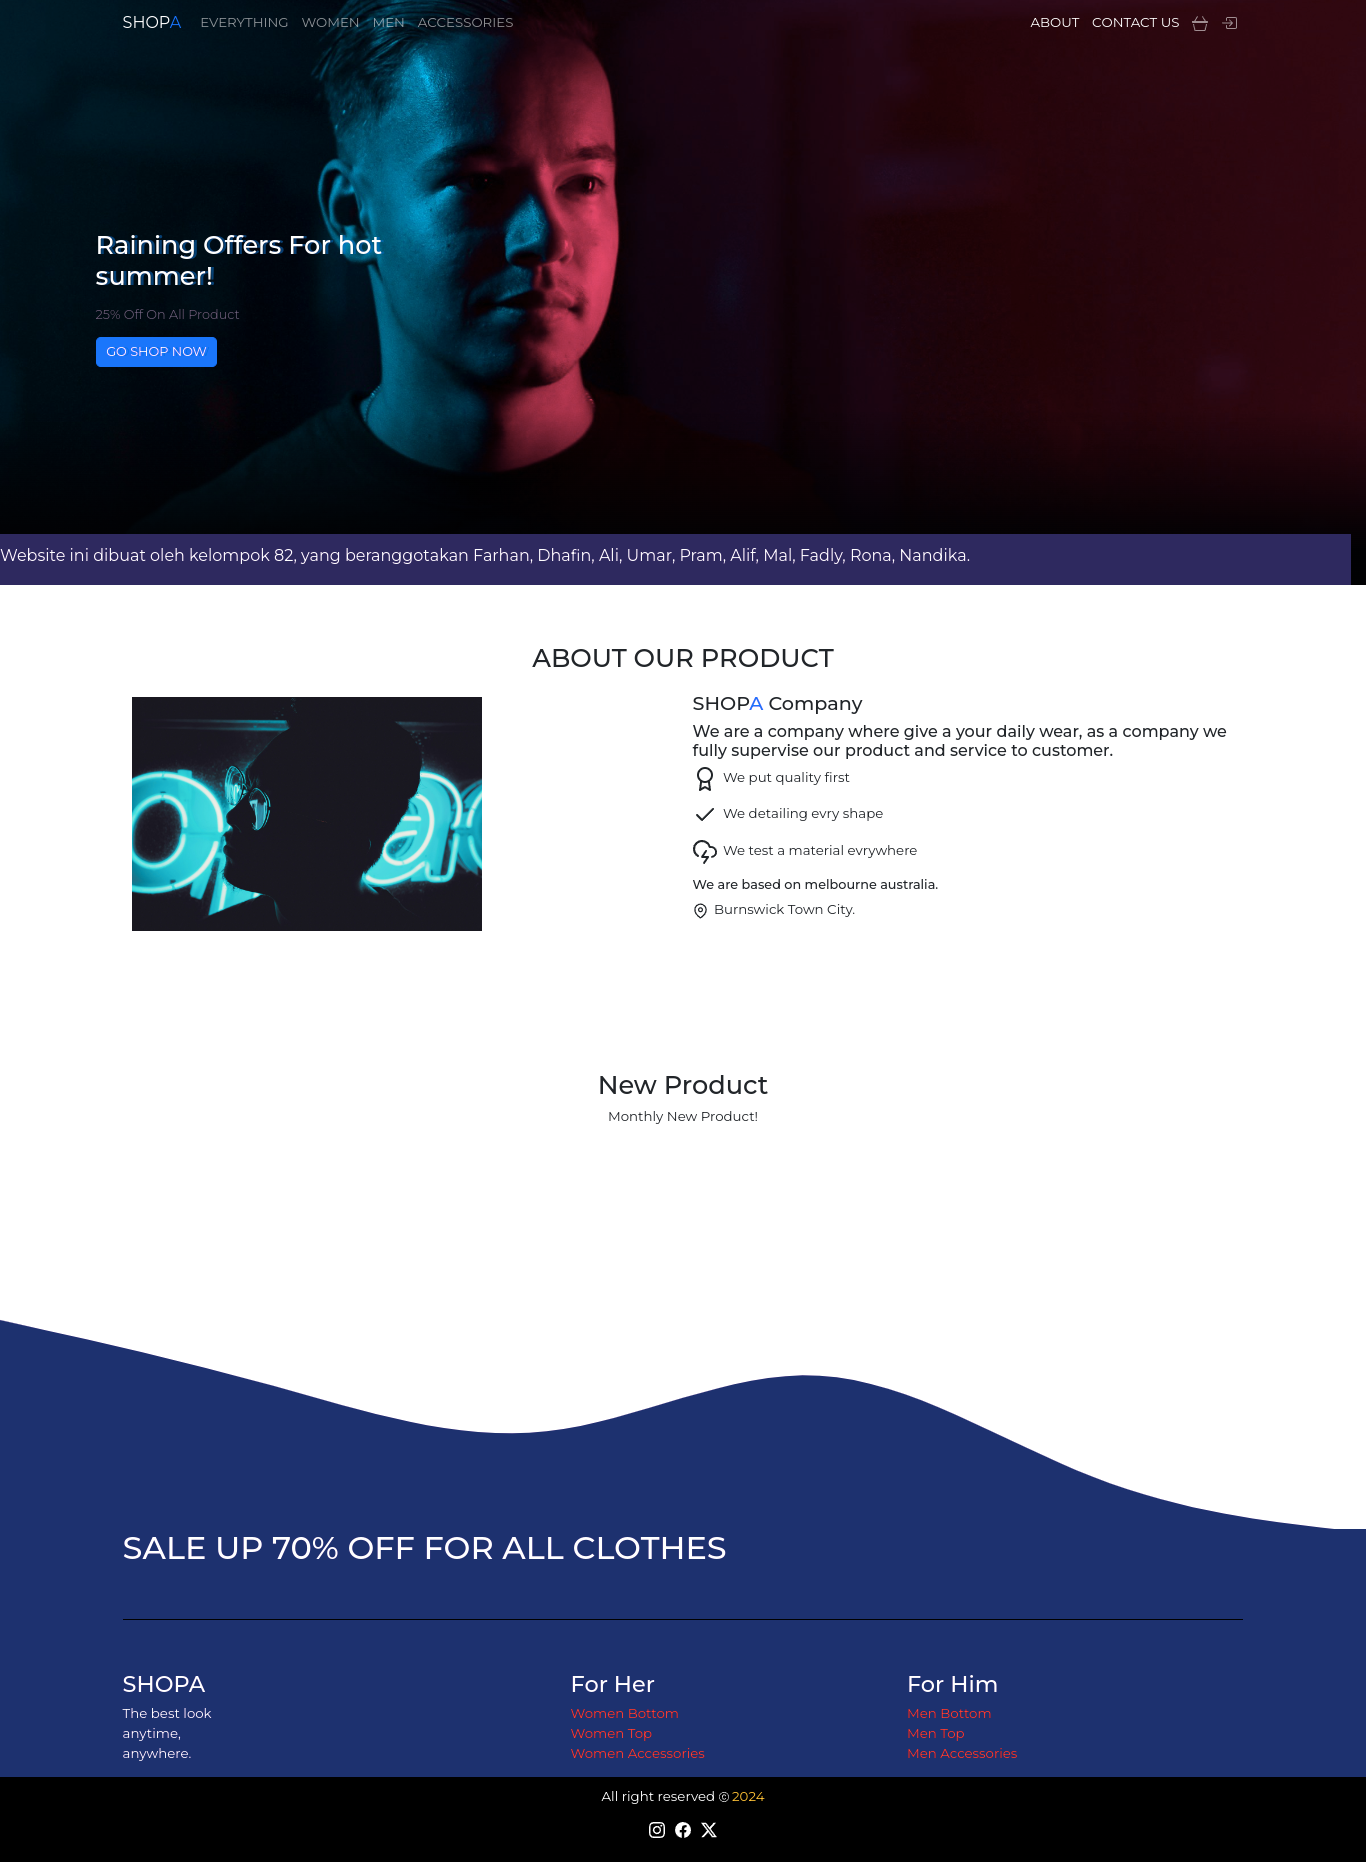 SHOPA EVERYTHING WOMEN MEN ACCESSORIES ABOUT CONTACT US
Raining Offers For hot
summer!
25% Off On All Product
GO SHOP NOW
Website ini dibuat oleh kelompok 82, yang beranggotakan Farhan, Dhafin, Ali, Umar, Pram, Alif, Mal, Fadly, Rona, Nandika.
ABOUT OUR PRODUCT
SHOPA Company
We are a company where give a your daily wear, as a company we
fully supervise our product and service to customer.
We put quality first
We detailing evry shape
We test a material evrywhere
We are based on melbourne australia.
Burnswick Town City.
New Product
Monthly New Product!
SALE UP 70% OFF FOR ALL CLOTHES
SHOPA
The best look
anytime,
anywhere.
For Her
Women Bottom
Women Top
Women Accessories
For Him
Men Bottom
Men Top
Men Accessories
All right reserved © 2024